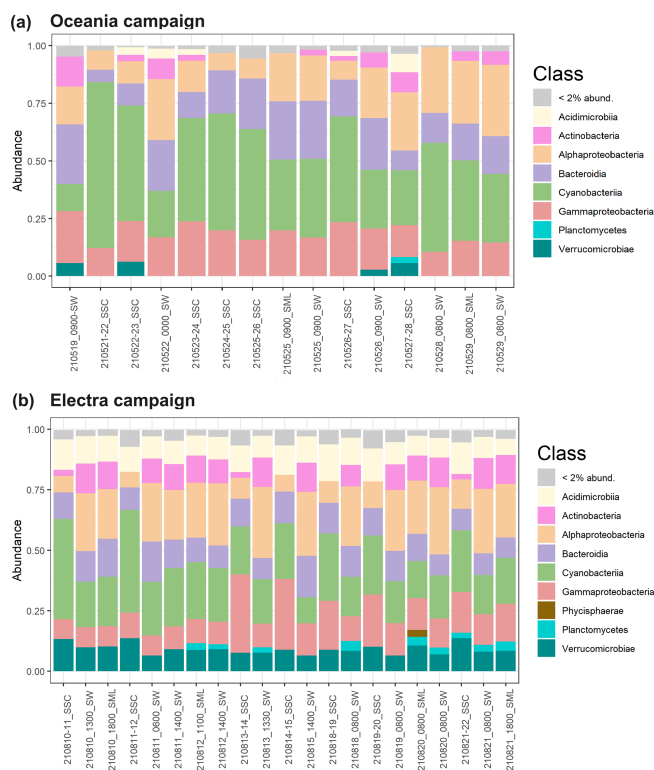 (a) Oceania campaign
1.00
0.75
0.50
0.25
0.00
Abundance
210519_0900-SW
210521-22_SSC
210522-23_SSC
210522_0000_SW
210523-24_SSC
210524-25_SSC
210525-26_SSC
210525_0900_SML
210525_0900_SW
210526-27_SSC
210526_0900_SW
210527-28_SSC
210528_0800_SW
210529_0800_SML
210529_0800_SW
Class
< 2% abund.
Acidimicrobiia
Actinobacteria
Alphaproteobacteria
Bacteroidia
Cyanobacteriia
Gammaproteobacteria
Planctomycetes
Verrucomicrobiae
(b) Electra campaign
1.00
0.75
0.50
0.25
0.00
Abundance
210810-11_SSC
210810_1300_SW
210810_1800_SML
210811-12_SSC
210811_0600_SW
210811_1400_SW
210812_1100_SML
210812_1400_SW
210813-14_SSC
210813_1330_SW
210814-15_SSC
210815_1400_SW
210818-19_SSC
210818_0800_SW
210819-20_SSC
210819_0800_SW
210820_0800_SML
210820_0800_SW
210821-22_SSC
210821_0800_SW
210821_1800_SML
Class
< 2% abund.
Acidimicrobiia
Actinobacteria
Alphaproteobacteria
Bacteroidia
Cyanobacteriia
Gammaproteobacteria
Phycisphaerae
Planctomycetes
Verrucomicrobiae